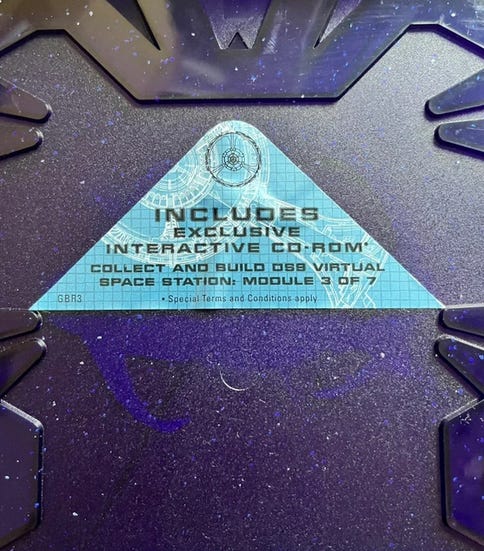 INCLUDES
EXCLUSIVE
INTERACTIVE CD-ROM*
COLLECT AND BUILD DS9 VIRTUAL
SPACE STATION: MODULE 3 OF 7
GBR3
• Special Terms and Conditions apply